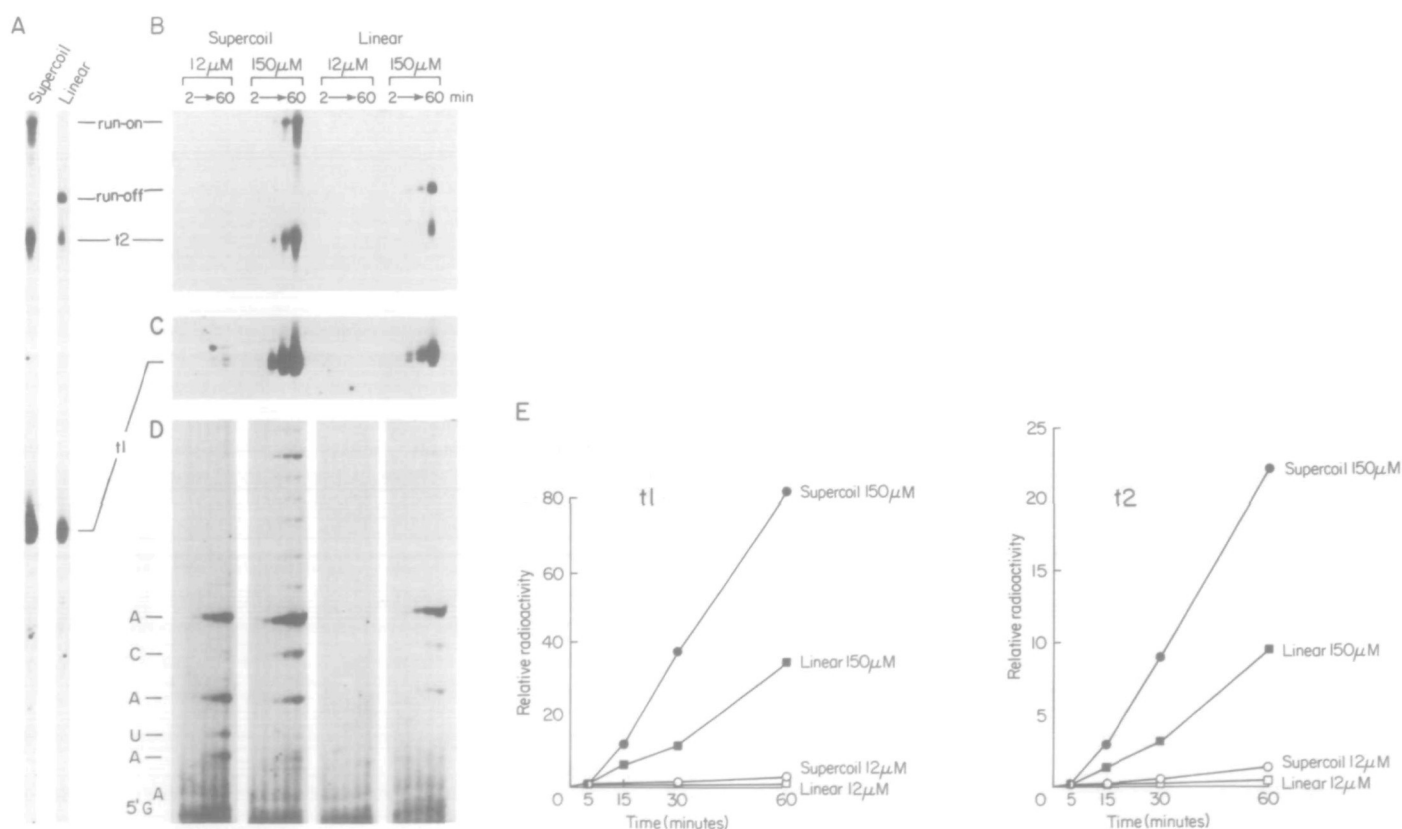 A
Supercoil
Linear
run-on
run-off
t2
t1
B
Supercoil Linear
12µM 150µM 12µM 150µM
2→60 2→60 2→60 2→60 min
C
D
A
C
A
U
A
A
5' G
E
t1
Relative radioactivity
80
60
40
20
0
5 15 30 60
Time (minutes)
Supercoil 150µM
Linear 150µM
Supercoil 12µM
Linear 12µM
t2
Relative radioactivity
25
20
15
10
5
0
5 15 30 60
Time (minutes)
Supercoil 150µM
Linear 150µM
Supercoil 12µM
Linear 12µM